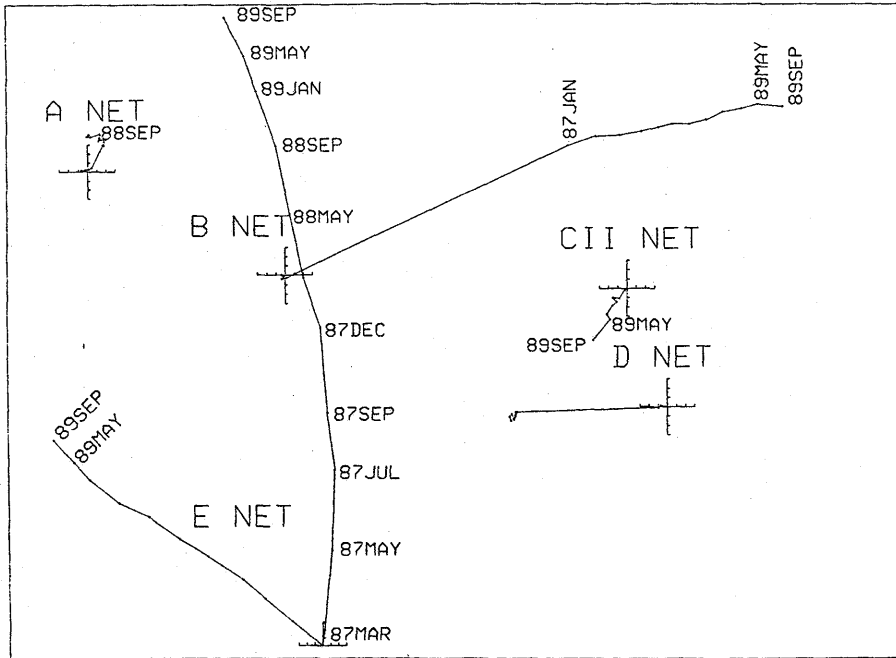 89SEP
89MAY
89JAN
88SEP
88MAY
87DEC
87SEP
87JUL
87MAY
87MAR
A NET
88SEP
B NET
87JAN
89MAY
89SEP
CII NET
89MAY
89SEP
D NET
89SEP
89MAY
E NET